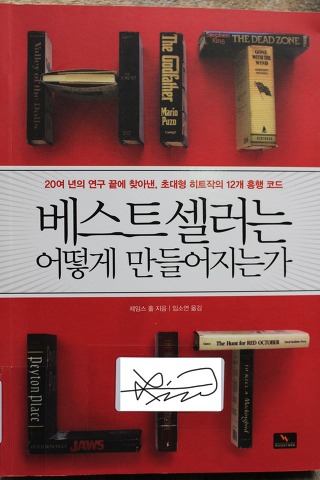 Valley of the Dolls
The Godfather
Mario
Puzo
Stephen
King
THE DEAD ZONE
GONE
WITH THE
WIND
20여 년의 연구 끝에 찾아낸, 초대형 히트작의 12개 흥행 코드
베스트셀러는
어떻게 만들어지는가
제임스 홀 지음 | 임소연 옮김
peyton place
JAWS
The Hunt for RED OCTOBER
TO KILL A Mockingbird